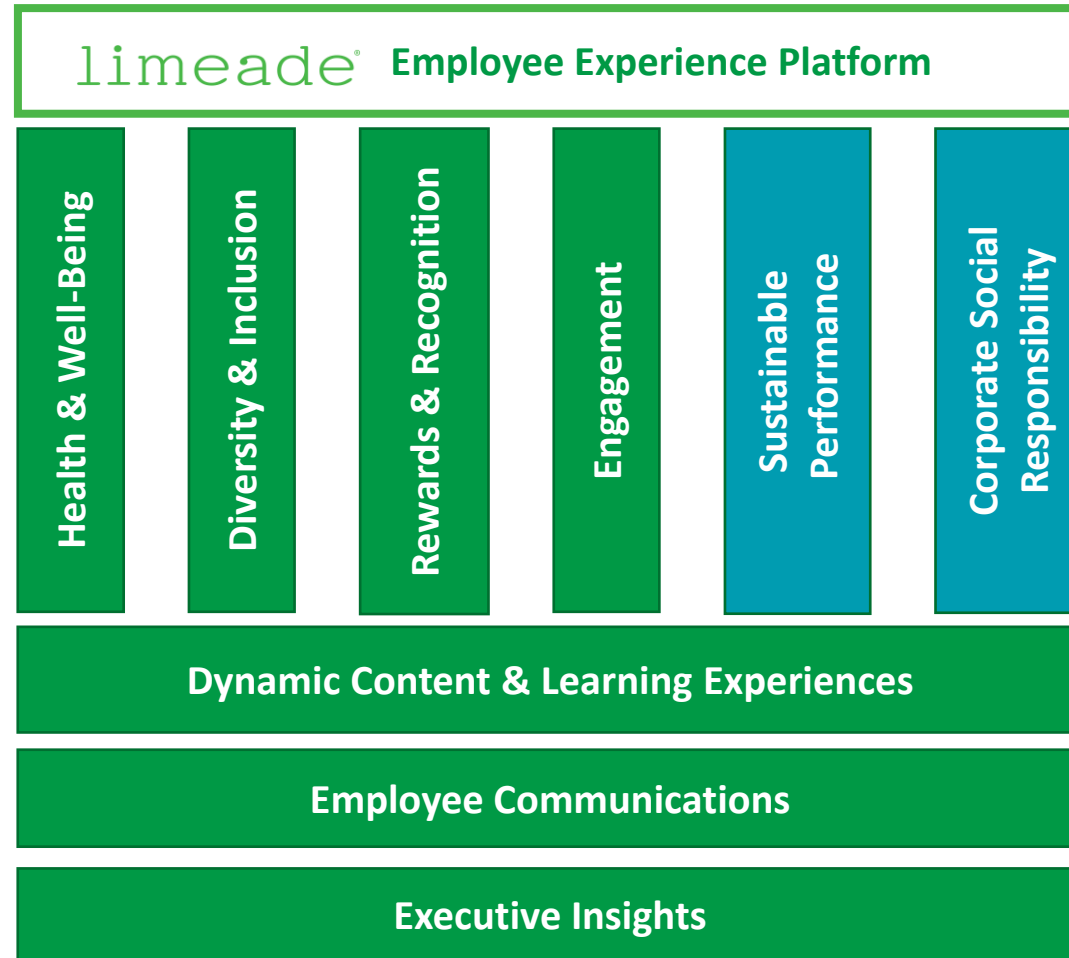 limeade® Employee Experience Platform
Health & Well-Being
Diversity & Inclusion
Rewards & Recognition
Engagement
Sustainable
Performance
Corporate Social
Responsibility
Dynamic Content & Learning Experiences
Employee Communications
Executive Insights